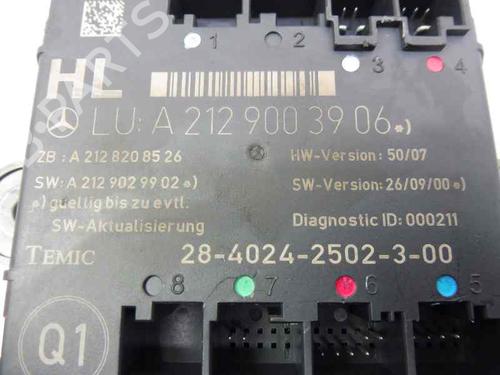 1 2 3 4
HL
LU: A 212 900 39 06 *)
ZB : A 212 820 85 26
HW-Version: 50/07
SW: A 212 902 99 02 *)
SW-Version: 26/09/00 *)
*) gueltig bis zu evtl.
SW-Aktualisierung
Diagnostic ID: 000211
TEMIC
28-4024-2502-3-00
8 7 6 5
Q1